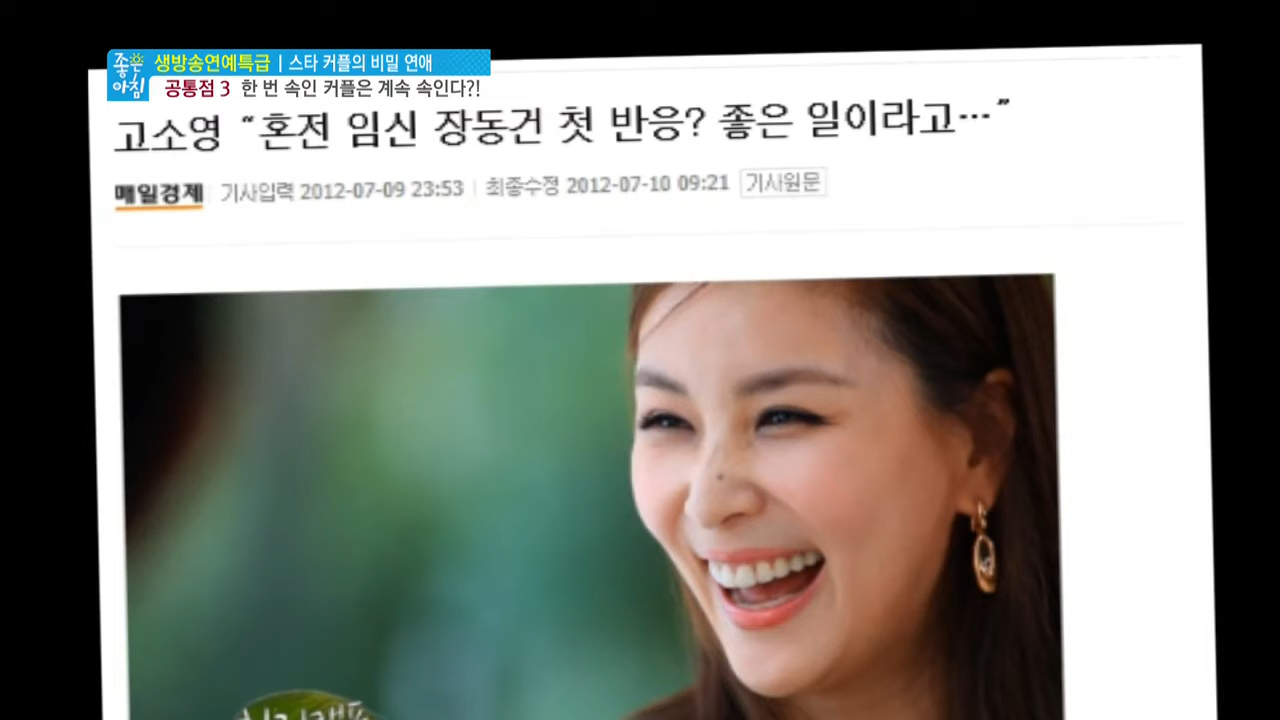 좋은아침
생방송연예특급 | 스타 커플의 비밀 연애
공통점 3 한 번 속인 커플은 계속 속인다?!
고소영 “혼전 임신 장동건 첫 반응? 좋은 일이라고…”
매일경제 기사입력 2012-07-09 23:53 | 최종수정 2012-07-10 09:21 기사원문